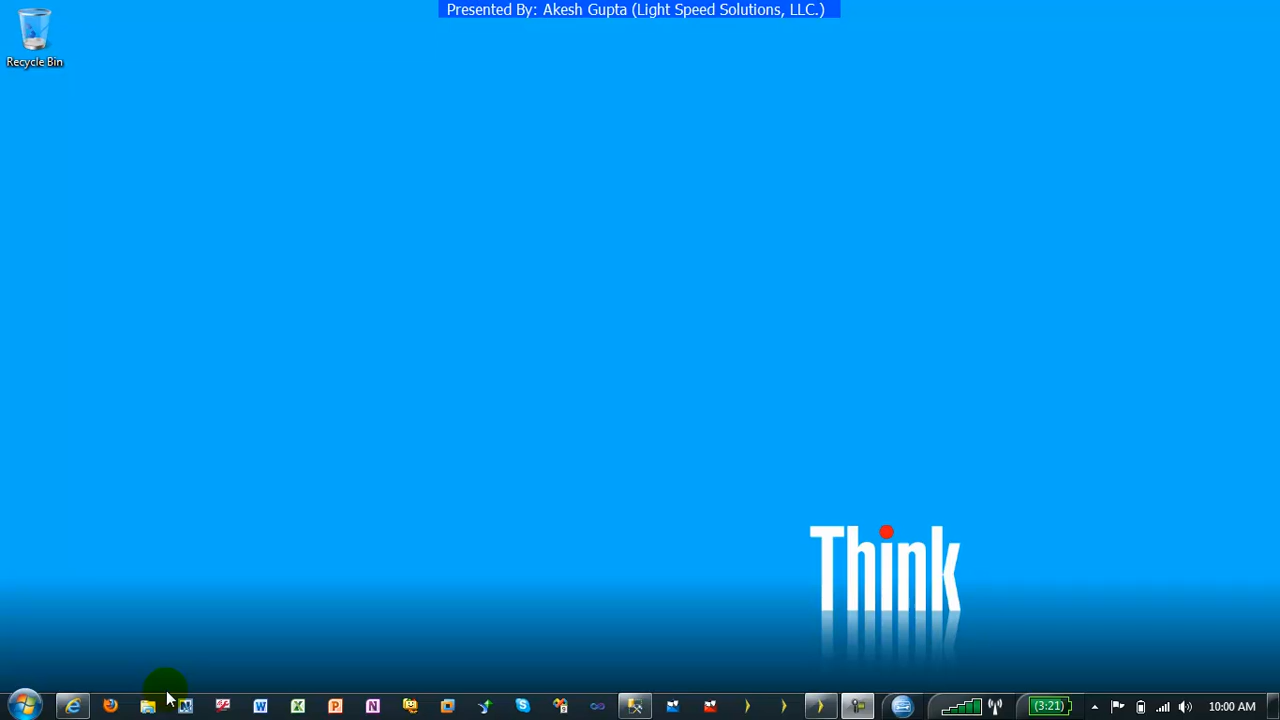 Presented By: Akesh Gupta (Light Speed Solutions, LLC.)
Recycle Bin
Think
(3:21)
10:00 AM